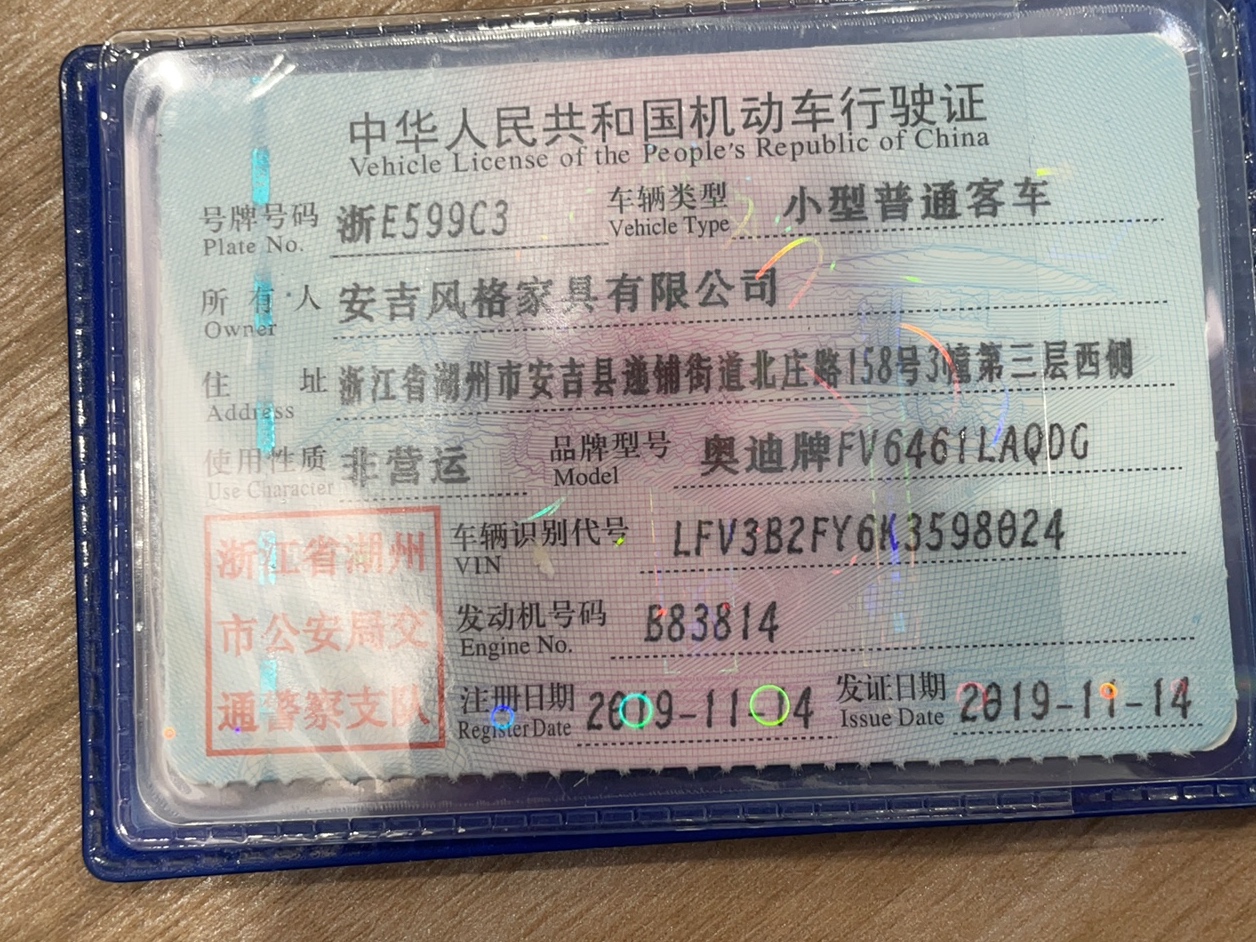 中华人民共和国机动车行驶证
Vehicle License of the People's Republic of China
号牌号码 浙E599C3 车辆类型 小型普通客车
Plate No. Vehicle Type
所有人 安吉风格家具有限公司
Owner
住址 浙江省湖州市安吉县递铺街道北庄路158号3幢第三层西侧
Address
使用性质 非营运 品牌型号 奥迪牌FV6461LAQDG
Use Character Model
浙江省湖州
市公安局交
通警察支队
车辆识别代号 LFV3B2FY6K3598024
VIN
发动机号码 B83814
Engine No.
注册日期 2019-11-14 发证日期 2019-11-14
Register Date Issue Date